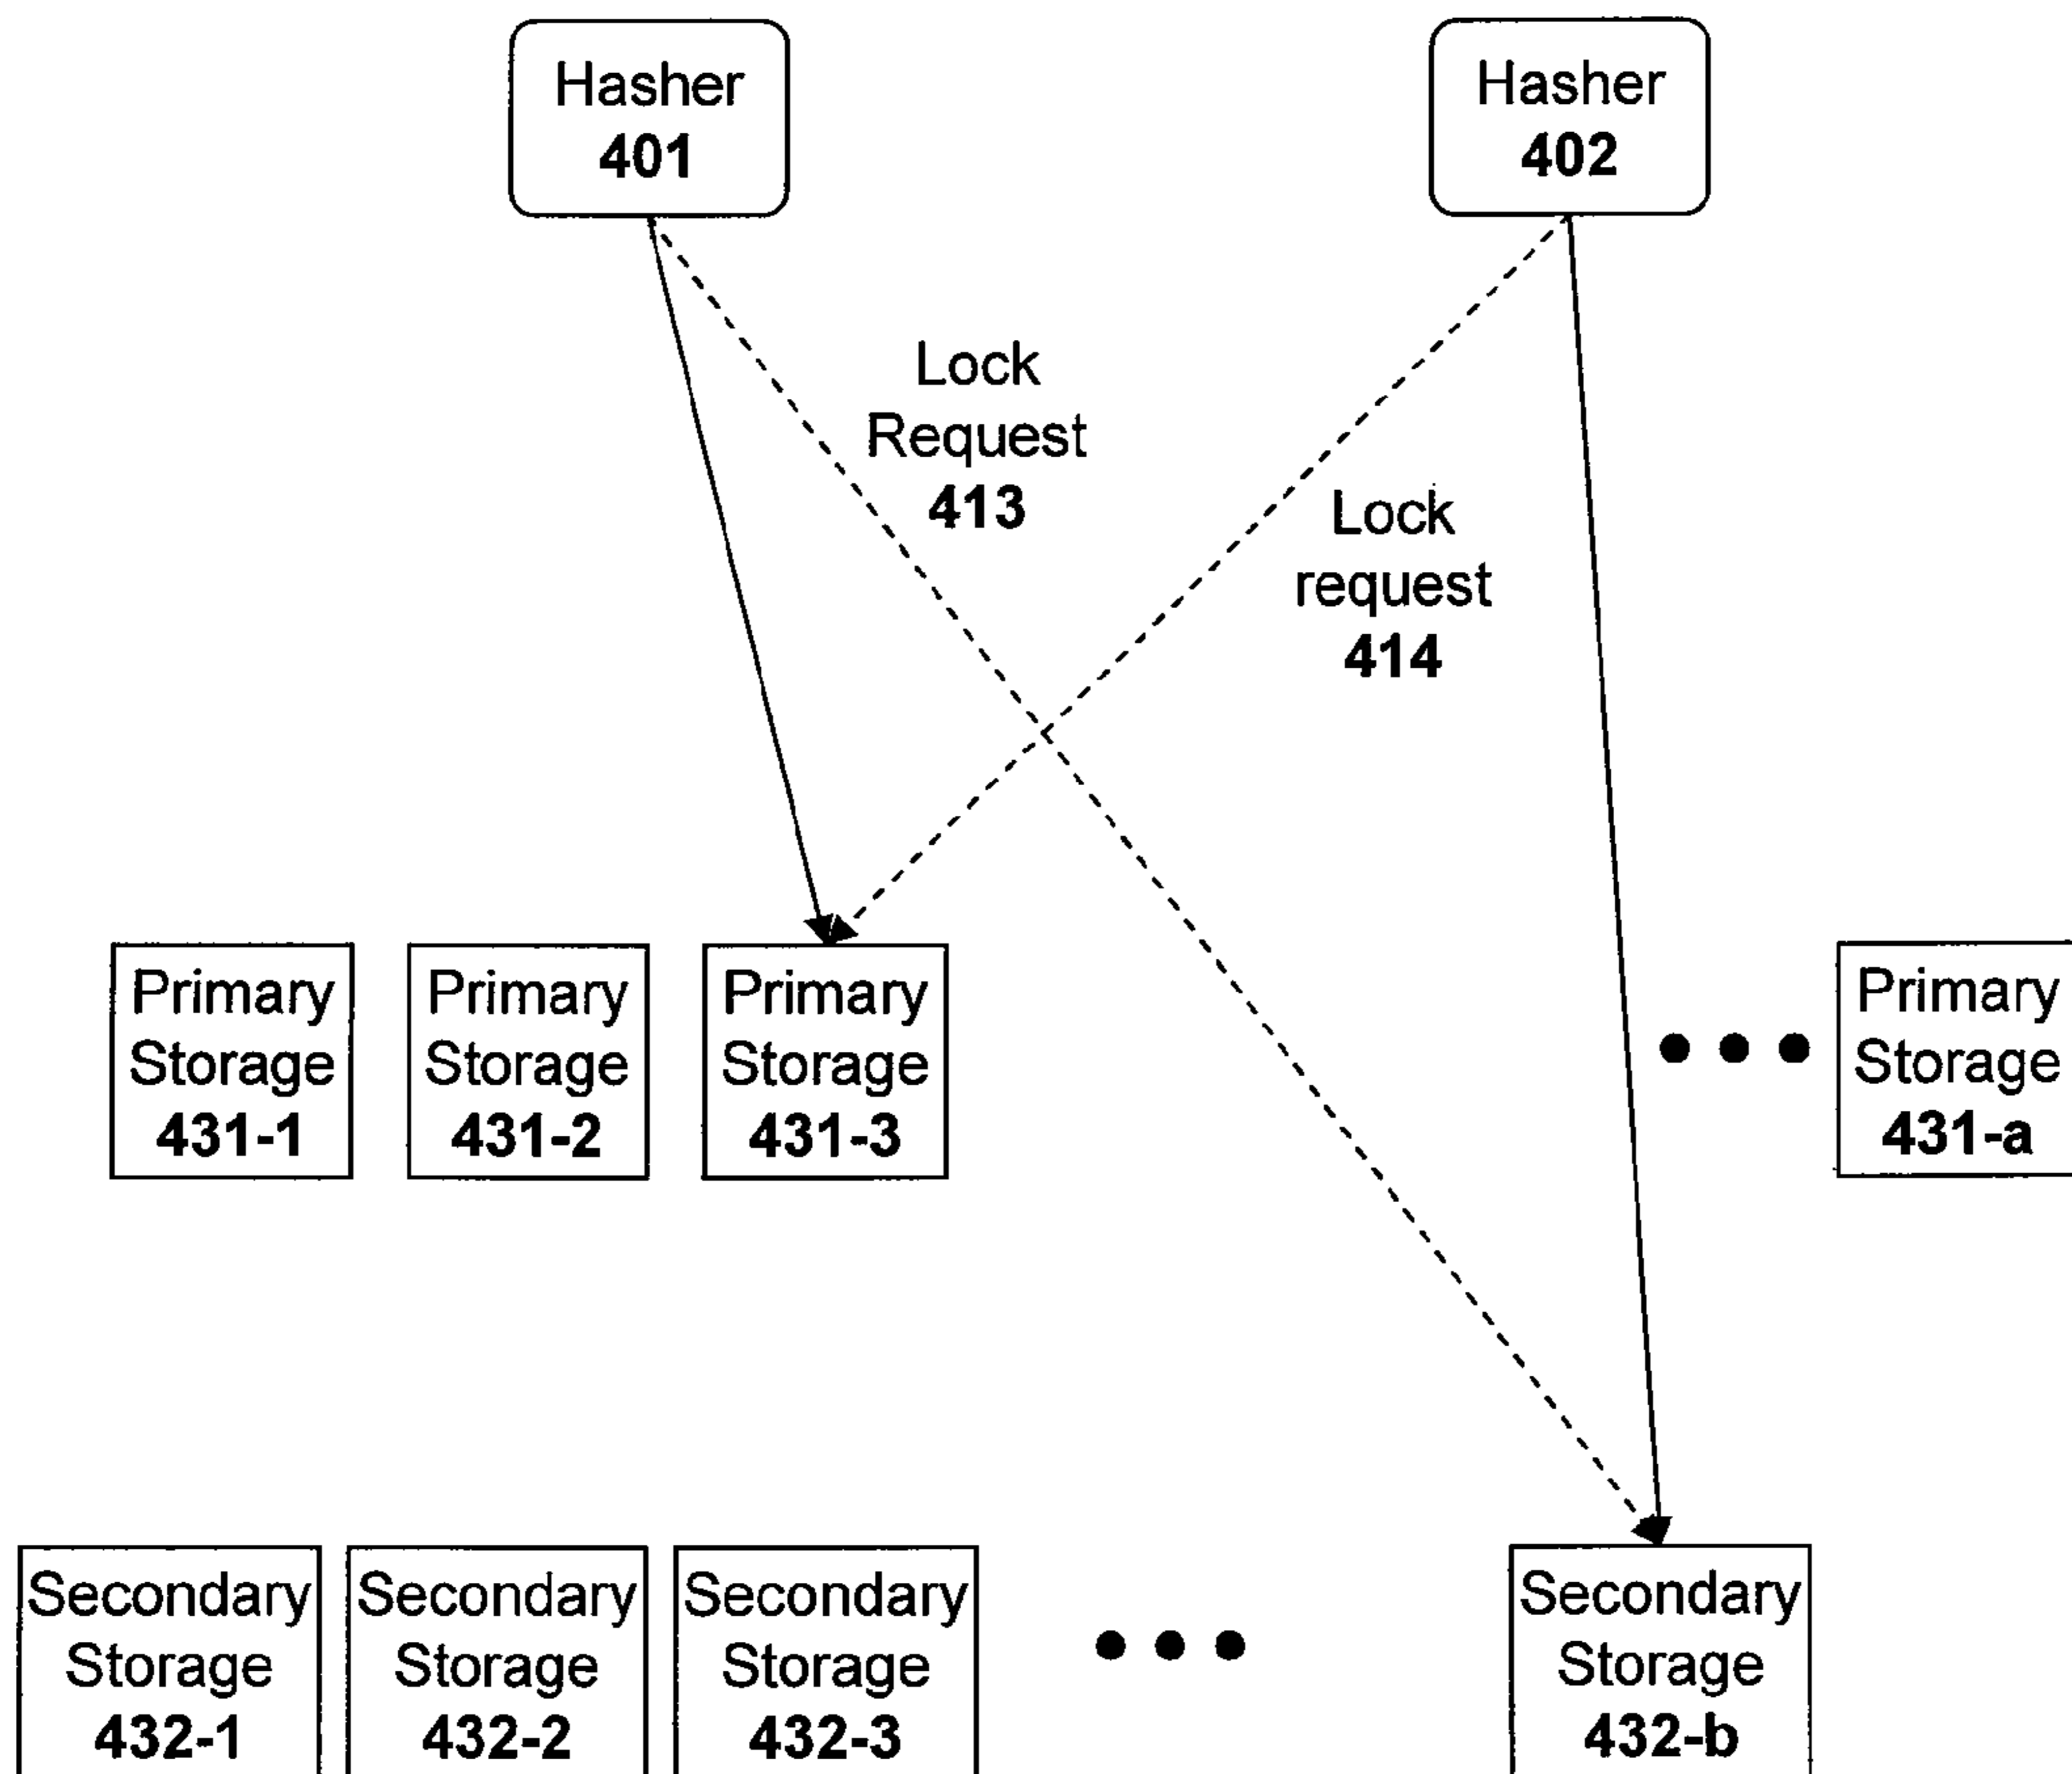 Hasher
401
Hasher
402
Lock
Request
413
Lock
request
414
Primary
Storage
431-1
Primary
Storage
431-2
Primary
Storage
431-3
Primary
Storage
431-a
Secondary
Storage
432-1
Secondary
Storage
432-2
Secondary
Storage
432-3
Secondary
Storage
432-b